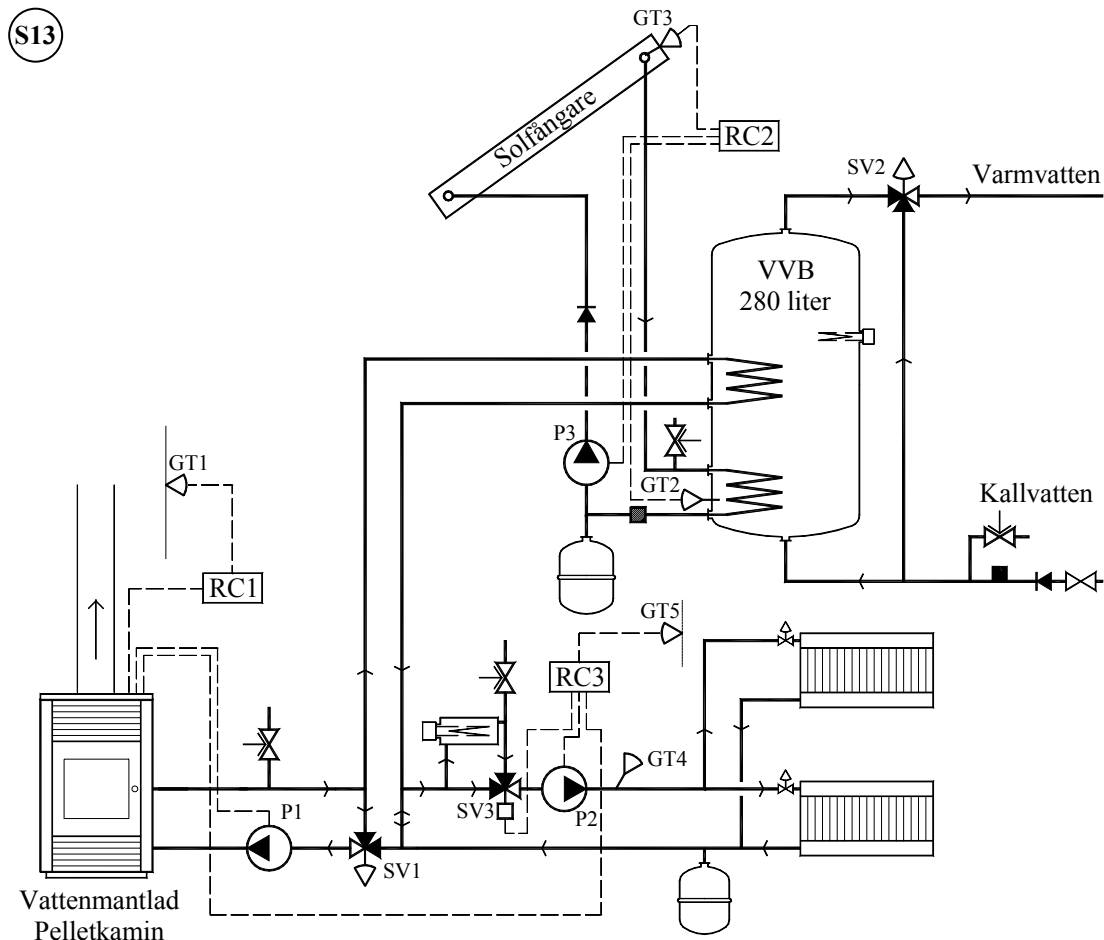 S13
GT3
Solfångare
RC2
SV2
Varmvatten
VVB
280 liter
P3
GT1
GT2
Kallvatten
RC1
GT5
RC3
GT4
P1
SV3
P2
SV1
Vattenmantlad
Pelletkamin